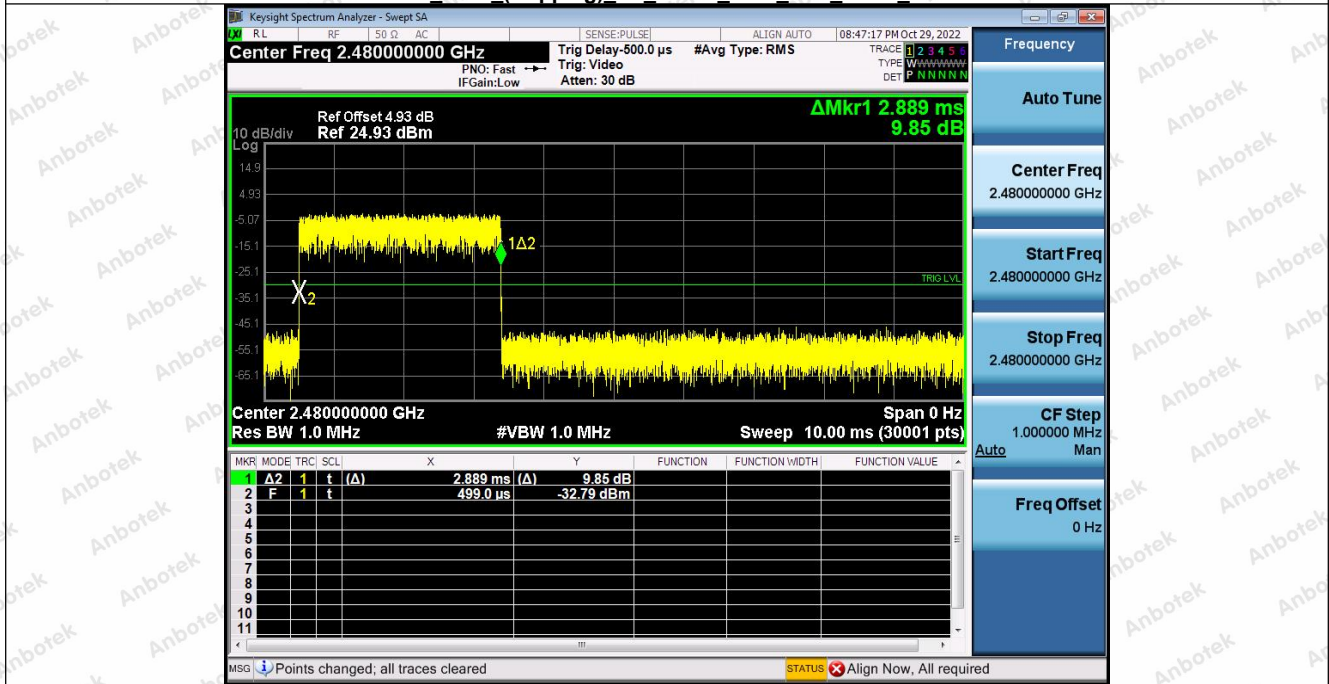 Keysight Spectrum Analyzer - Swept SA
RL RF 50 Ω AC SENSE:PULSE ALIGN AUTO 08:47:17 PM Oct 29, 2022
Center Freq 2.480000000 GHz
PNO: Fast
IFGain:Low
Trig Delay-500.0 µs
Trig: Video
Atten: 30 dB
#Avg Type: RMS
TRACE 1 2 3 4 5 6
TYPE WWWWWW
DET P N N N N N
ΔMkr1 2.889 ms
9.85 dB
Ref Offset 4.93 dB
10 dB/div Ref 24.93 dBm
Log
14.9
4.93
-5.07
-15.1
-25.1
-35.1
-45.1
-55.1
-65.1
1Δ2
TRIG LVL
X2
Center 2.480000000 GHz Span 0 Hz
Res BW 1.0 MHz #VBW 1.0 MHz Sweep 10.00 ms (30001 pts)
MKR MODE TRC SCL X Y FUNCTION FUNCTION WIDTH FUNCTION VALUE
1 Δ2 1 t (Δ) 2.889 ms (Δ) 9.85 dB
2 F 1 t 499.0 µs -32.79 dBm
3
4
5
6
7
8
9
10
11
MSG Points changed; all traces cleared STATUS Align Now, All required
Frequency
Auto Tune
Center Freq
2.480000000 GHz
Start Freq
2.480000000 GHz
Stop Freq
2.480000000 GHz
CF Step
1.000000 MHz
Auto Man
Freq Offset
0 Hz
Anbotek